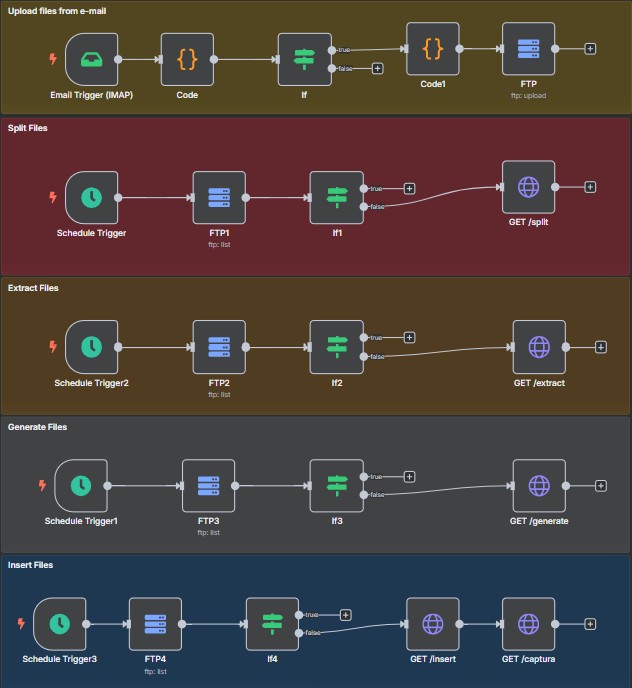 Upload files from e-mail
true
false
Email Trigger (IMAP)
Code
If
Code1
FTP
ftp: upload
Split Files
true
false
Schedule Trigger
FTP1
ftp: list
If1
GET /split
Extract Files
true
false
Schedule Trigger2
FTP2
ftp: list
If2
GET /extract
Generate Files
true
false
Schedule Trigger1
FTP3
ftp: list
If3
GET /generate
Insert Files
true
false
Schedule Trigger3
FTP4
ftp: list
If4
GET /insert
GET /captura